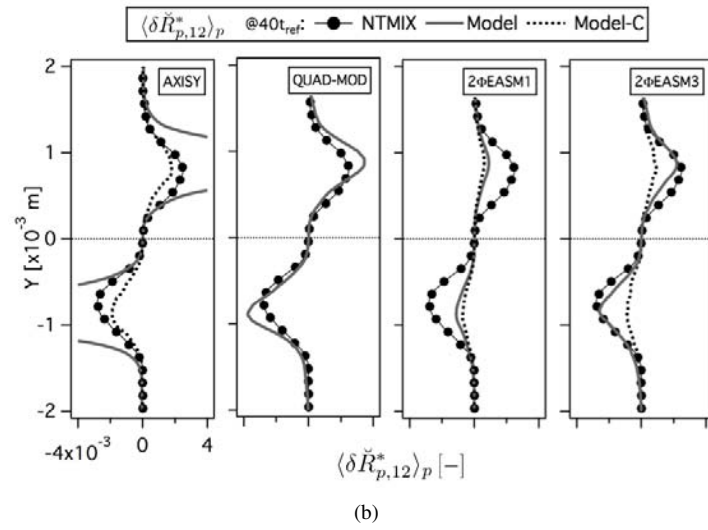 ⟨δR̆*p,12⟩p @40tref: NTMIX Model Model-C
AXISY QUAD-MOD 2ΦEASM1 2ΦEASM3
2
1
0
-1
-2
Y [x10⁻³ m]
-4x10⁻³ 0 4
⟨δR̆*p,12⟩p [−]
(b)